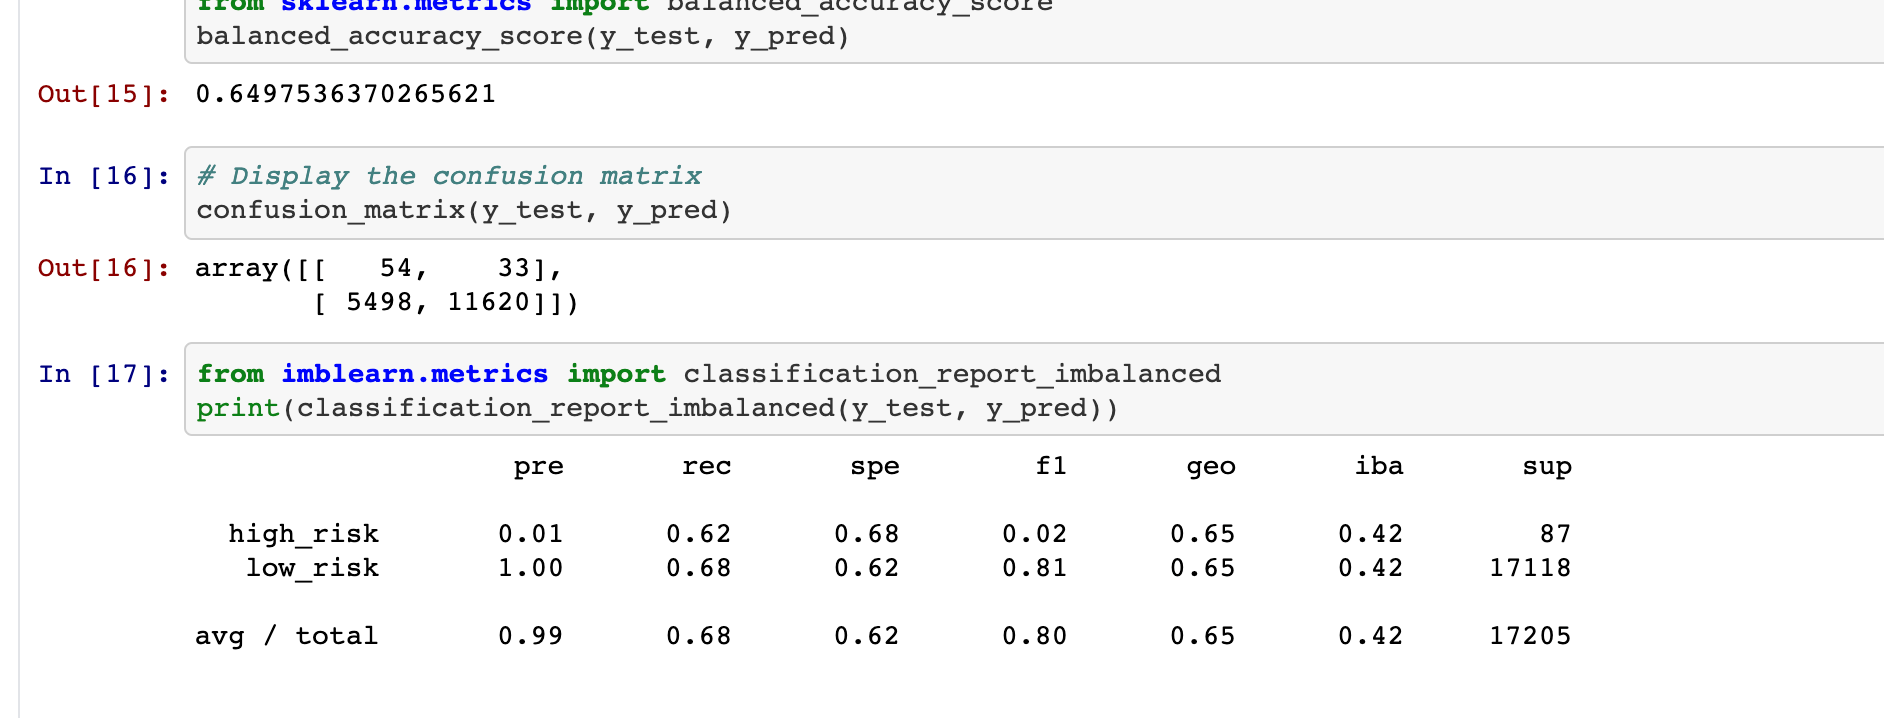 from sklearn.metrics import balanced_accuracy_score
balanced_accuracy_score(y_test, y_pred)
Out[15]: 0.6497536370265621
In [16]: # Display the confusion matrix
confusion_matrix(y_test, y_pred)
Out[16]: array([[   54,    33],
       [ 5498, 11620]])
In [17]: from imblearn.metrics import classification_report_imbalanced
print(classification_report_imbalanced(y_test, y_pred))
pre rec spe f1 geo iba sup
high_risk 0.01 0.62 0.68 0.02 0.65 0.42 87
low_risk 1.00 0.68 0.62 0.81 0.65 0.42 17118
avg / total 0.99 0.68 0.62 0.80 0.65 0.42 17205